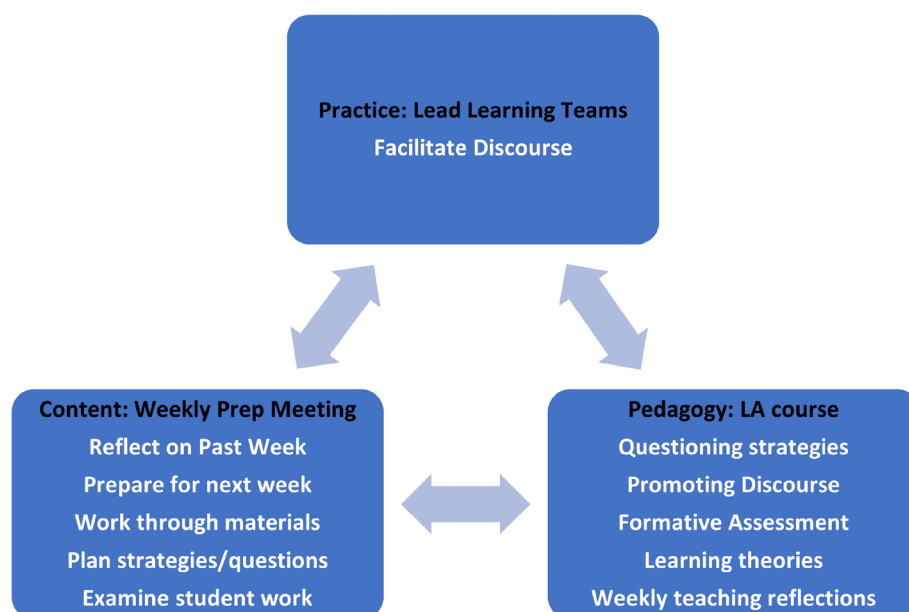 Practice: Lead Learning Teams
Facilitate Discourse
Content: Weekly Prep Meeting
Reflect on Past Week
Prepare for next week
Work through materials
Plan strategies/questions
Examine student work
Pedagogy: LA course
Questioning strategies
Promoting Discourse
Formative Assessment
Learning theories
Weekly teaching reflections